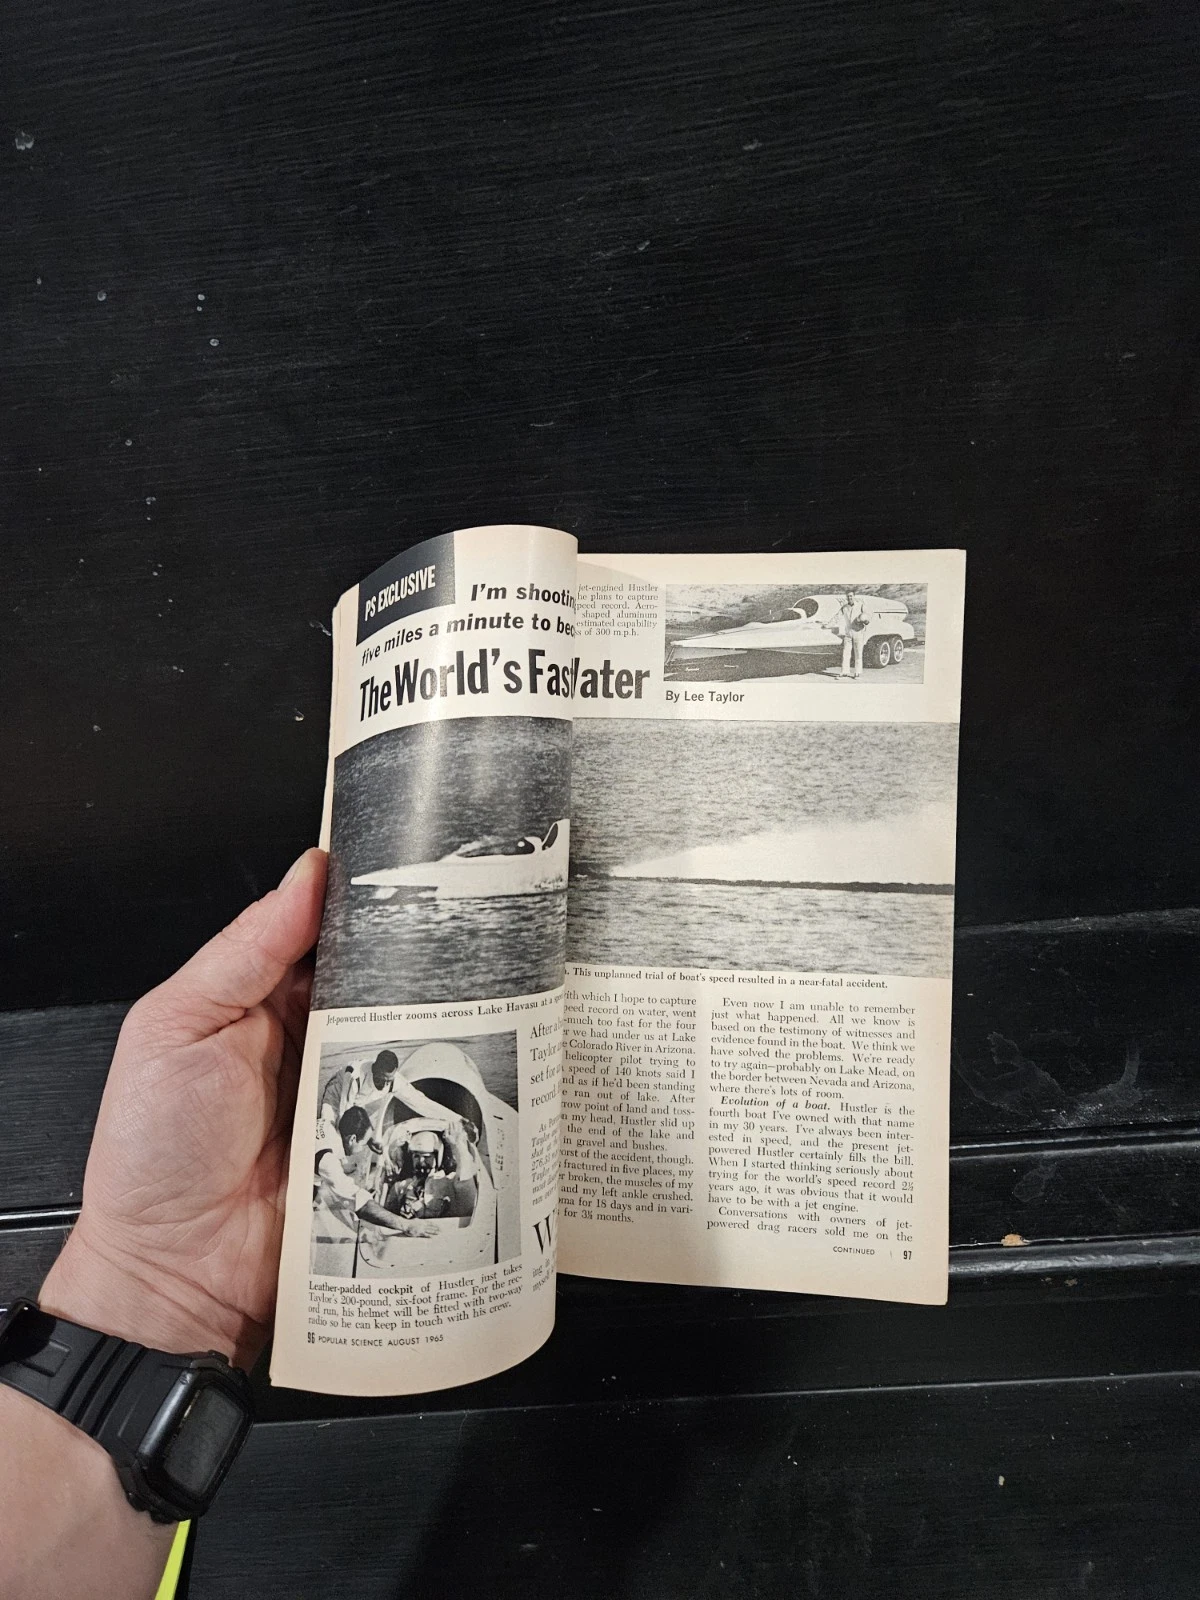 PS EXCLUSIVE
I'm shootin
five miles a minute to bec
The World's Fas
Jet-powered Hustler zooms across Lake Havasu at a
After a
Taylor
set for
record
Leather-padded cockpit of Hustler just takes
Taylor's 200-pound, six-foot frame. For the rec-
ord run, his helmet will be fitted with two-way
radio so he can keep in touch with his crew.
96 POPULAR SCIENCE AUGUST 1965
jet-engined Hustler
he plans to capture
speed record. Aero-
shaped aluminum
estimated capability
of 300 m.p.h.
Water
By Lee Taylor
This unplanned trial of boat's speed resulted in a near-fatal accident.
with which I hope to capture
speed record on water, went
much too fast for the four
we had under us at Lake
Colorado River in Arizona.
helicopter pilot trying to
speed of 140 knots said I
nd as if he'd been standing
ran out of lake. After
row point of land and toss-
n my head, Hustler slid up
the end of the lake and
in gravel and bushes.
orst of the accident, though.
fractured in five places, my
er broken, the muscles of my
and my left ankle crushed.
oma for 18 days and in vari-
for 3½ months.
Even now I am unable to remember
just what happened. All we know is
based on the testimony of witnesses and
evidence found in the boat. We think we
have solved the problems. We're ready
to try again—probably on Lake Mead, on
the border between Nevada and Arizona,
where there's lots of room.
Evolution of a boat. Hustler is the
fourth boat I've owned with that name
in my 30 years. I've always been inter-
ested in speed, and the present jet-
powered Hustler certainly fills the bill.
When I started thinking seriously about
trying for the world's speed record 2½
years ago, it was obvious that it would
have to be with a jet engine.
Conversations with owners of jet-
powered drag racers sold me on the
CONTINUED 97